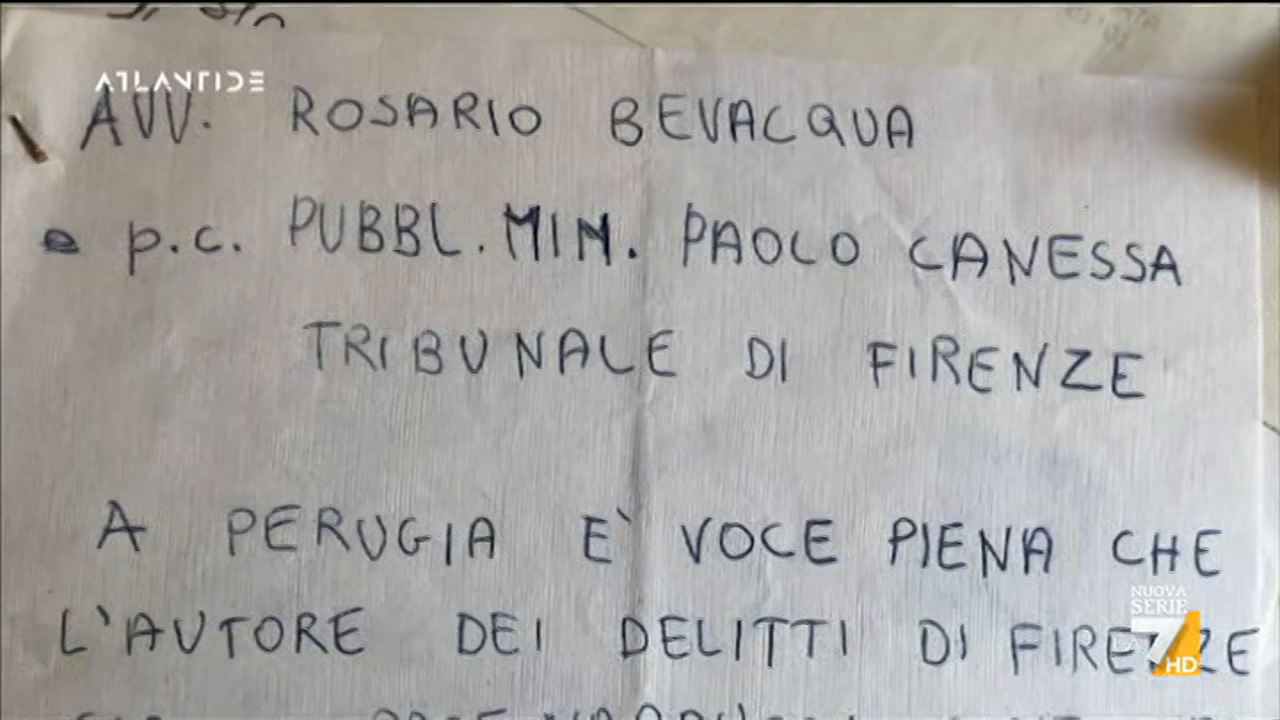 ATLANTIDE
AVV. ROSARIO BEVACQUA
e p.c. PUBBL. MIN. PAOLO CANESSA
TRIBUNALE DI FIRENZE
A PERUGIA E' VOCE PIENA CHE
L'AUTORE DEI DELITTI DI FIRENZE
NUOVA
SERIE
7 HD